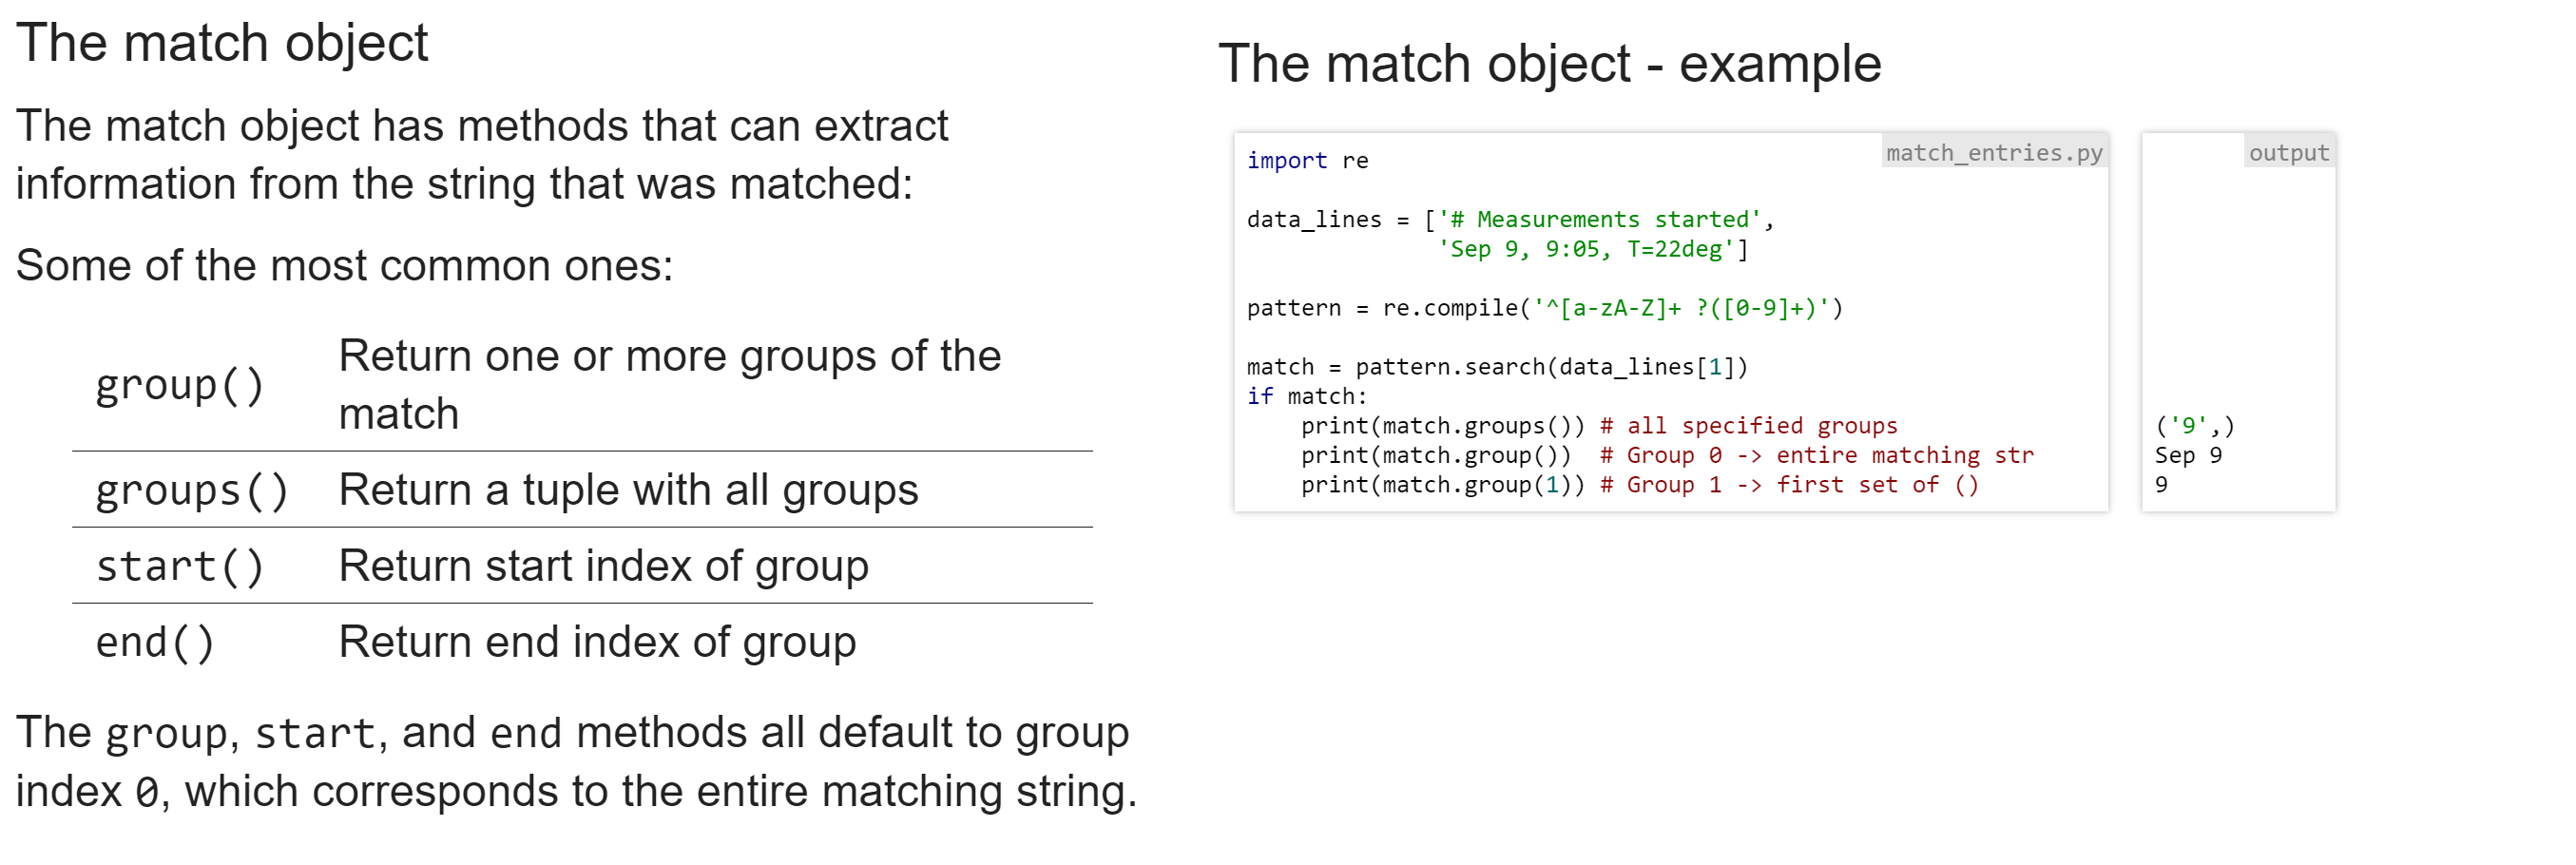 The match object
The match object has methods that can extract
information from the string that was matched:
Some of the most common ones:
group() Return one or more groups of the
match
groups() Return a tuple with all groups
start() Return start index of group
end() Return end index of group
The group, start, and end methods all default to group
index 0, which corresponds to the entire matching string.
The match object - example
match_entries.py
import re
data_lines = ['# Measurements started',
'Sep 9, 9:05, T=22deg']
pattern = re.compile('^[a-zA-Z]+ ?([0-9]+)')
match = pattern.search(data_lines[1])
if match:
print(match.groups()) # all specified groups
print(match.group())  # Group 0 -> entire matching str
print(match.group(1)) # Group 1 -> first set of ()
output
('9',)
Sep 9
9